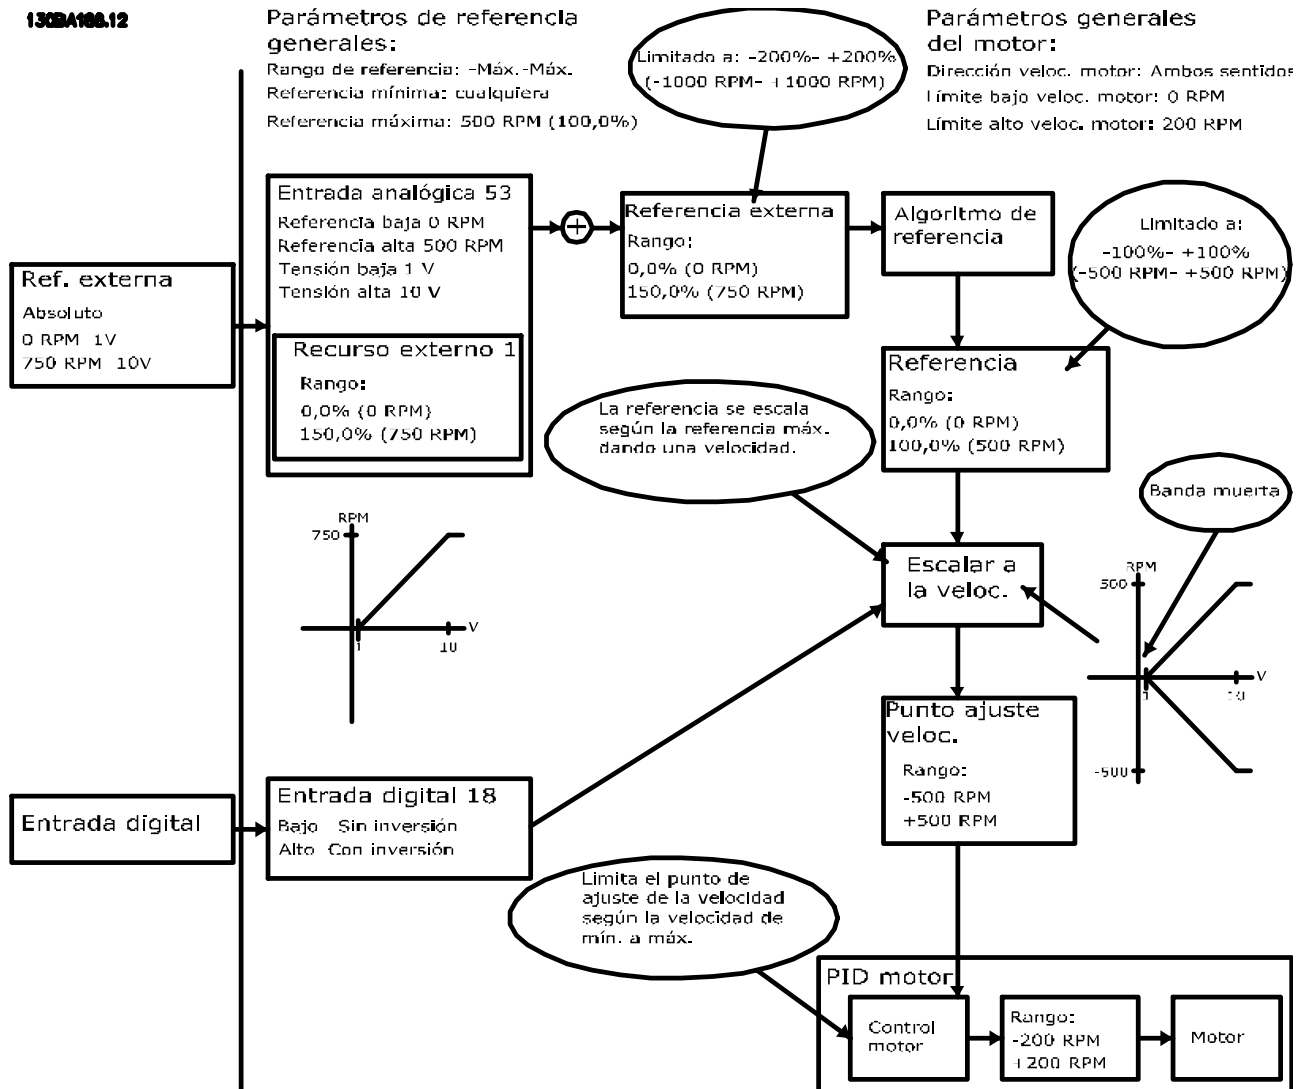 130BA188.12
Parámetros de referencia
generales:
Rango de referencia: -Máx.-Máx.
Referencia mínima: cualquiera
Referencia máxima: 500 RPM (100,0%)
Limitado a: -200%- +200%
(-1000 RPM- +1000 RPM)
Parámetros generales
del motor:
Dirección veloc. motor: Ambos sentidos
Límite bajo veloc. motor: 0 RPM
Límite alto veloc. motor: 200 RPM
Ref. externa
Absoluto
0 RPM 1V
750 RPM 10V
Entrada analógica 53
Referencia baja 0 RPM
Referencia alta 500 RPM
Tensión baja 1 V
Tensión alta 10 V
Recurso externo 1
Rango:
0,0% (0 RPM)
150,0% (750 RPM)
Referencia externa
Rango:
0,0% (0 RPM)
150,0% (750 RPM)
Algoritmo de
referencia
Limitado a:
-100%- +100%
(-500 RPM- +500 RPM)
Referencia
Rango:
0,0% (0 RPM)
100,0% (500 RPM)
La referencia se escala
según la referencia máx.
dando una velocidad.
Banda muerta
RPM
750
V
1
10
Escalar a
la veloc.
RPM
500
V
1
10
-500
Punto ajuste
veloc.
Rango:
-500 RPM
+500 RPM
Entrada digital
Entrada digital 18
Bajo Sin inversión
Alto Con inversión
Limita el punto de
ajuste de la velocidad
según la velocidad de
mín. a máx.
PID motor
Control
motor
Rango:
-200 RPM
+200 RPM
Motor